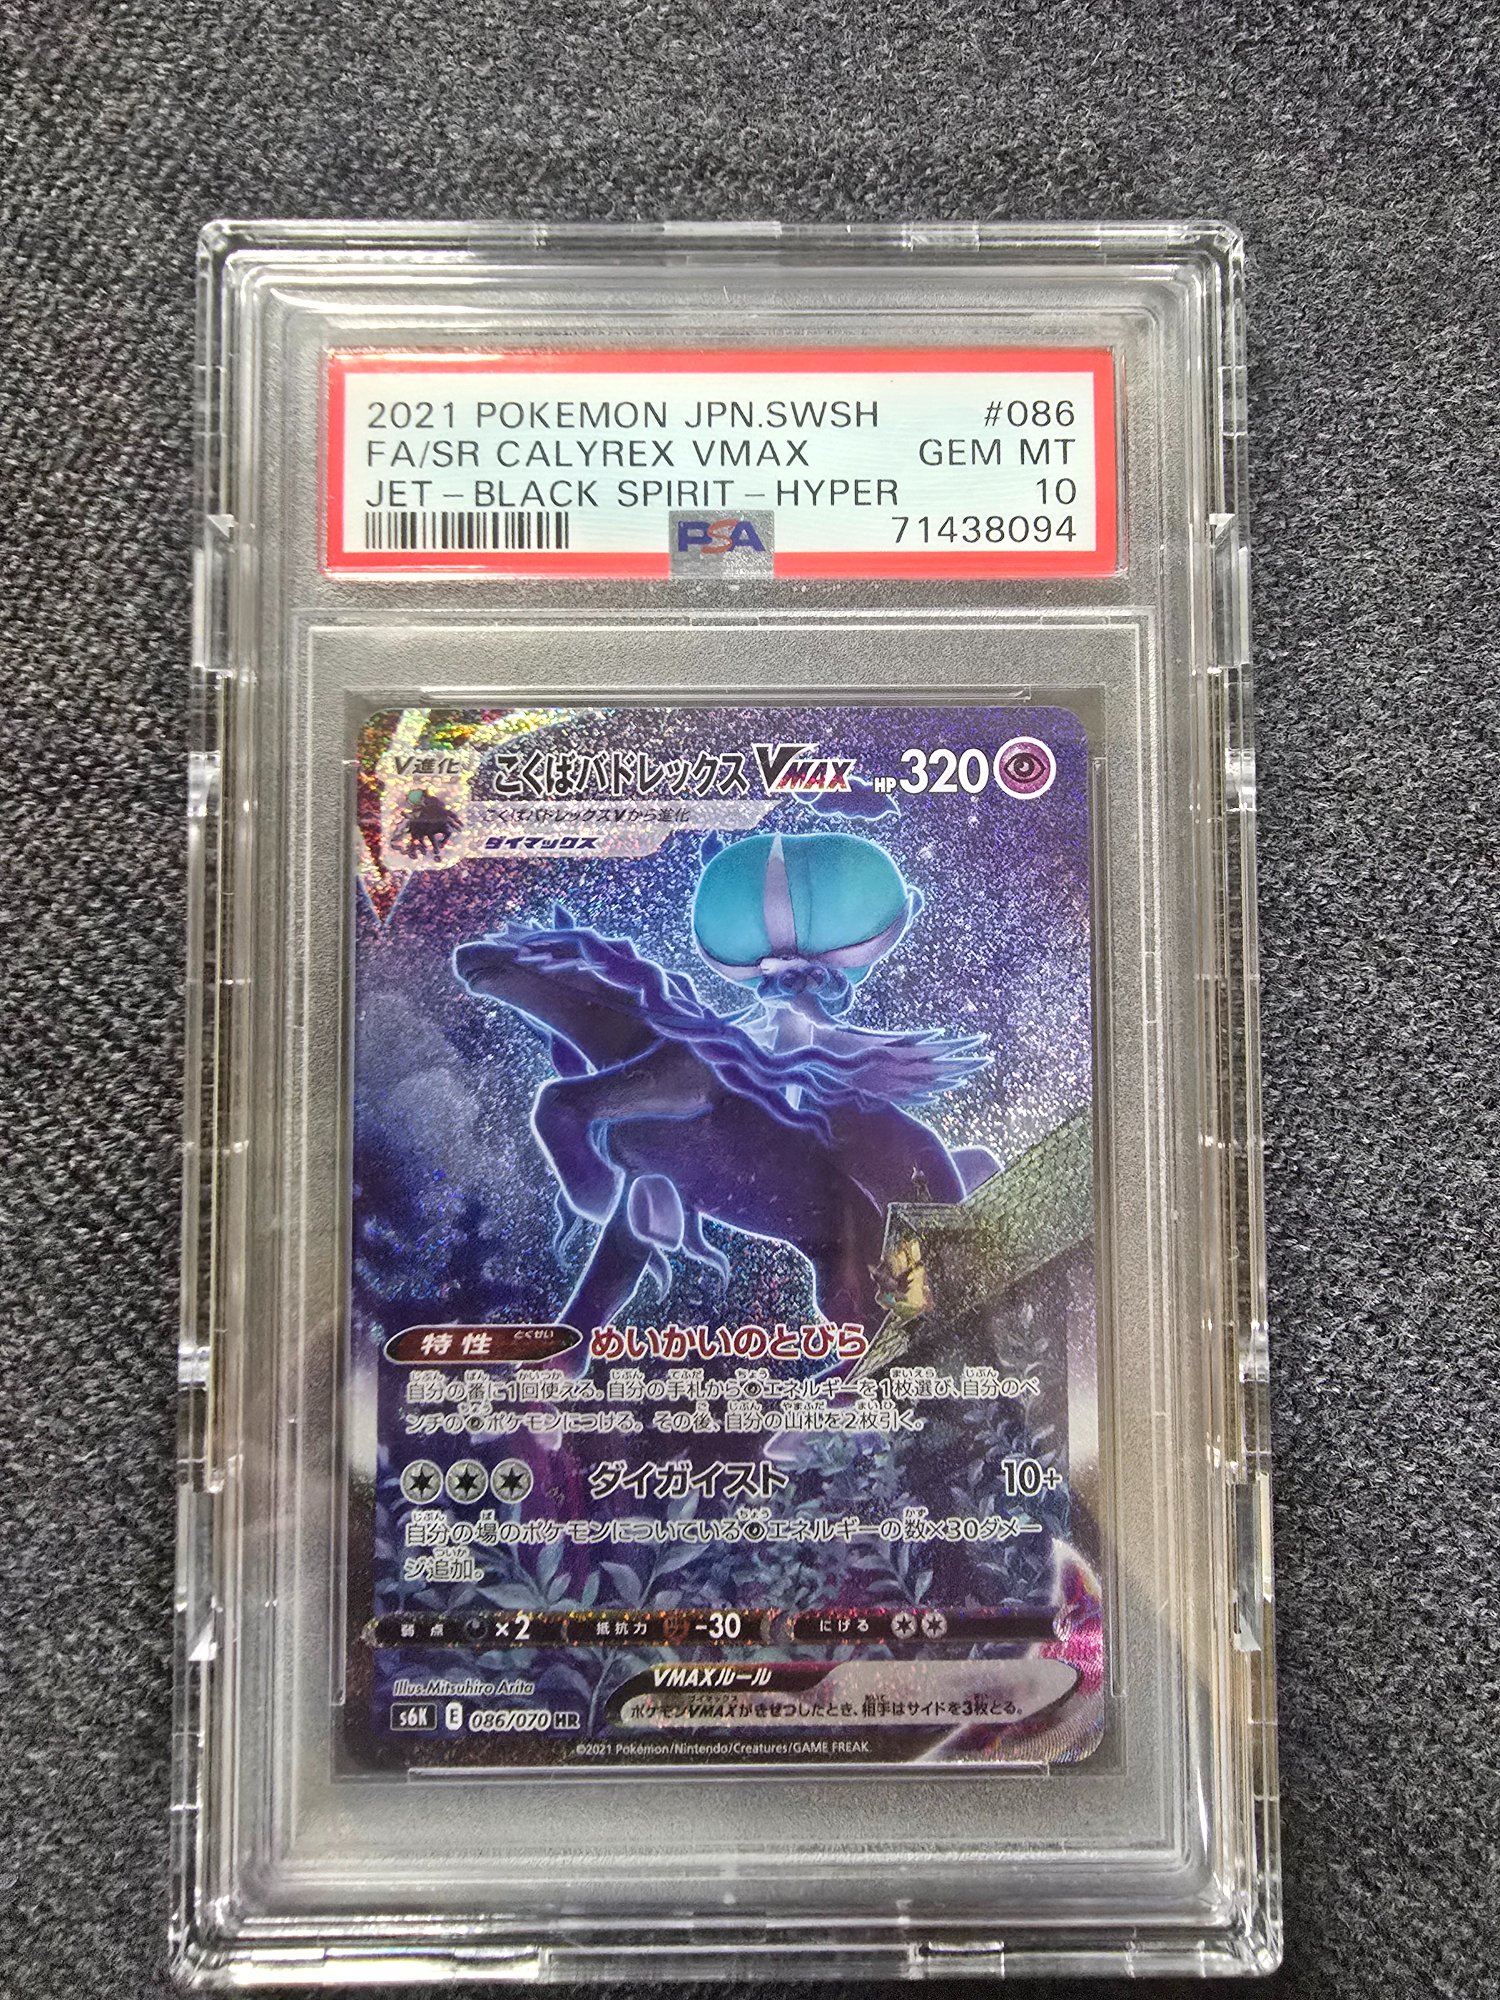 2021 POKEMON JPN.SWSH #086
FA/SR CALYREX VMAX GEM MT
JET-BLACK SPIRIT-HYPER 10
PSA 71438094
V進化 こくばバドレックスVMAX HP320
こくばバドレックスVから進化
ダイマックス
特性 とくせい めいかいのとびら
自分の番に1回使える。自分の手札からエネルギーを1枚選び、自分のベ
ンチのポケモンにつける。その後、自分の山札を2枚引く。
ダイガイスト 10+
自分の場のポケモンについているエネルギーの数×30ダメー
ジ追加。
弱点 ×2 抵抗力 -30 にげる
Illus.Mitsuhiro Arita
VMAXルール
ポケモンVMAXがきぜつしたとき、相手はサイドを3枚とる。
s6K E 086/070 HR
©2021 Pokémon/Nintendo/Creatures/GAME FREAK.